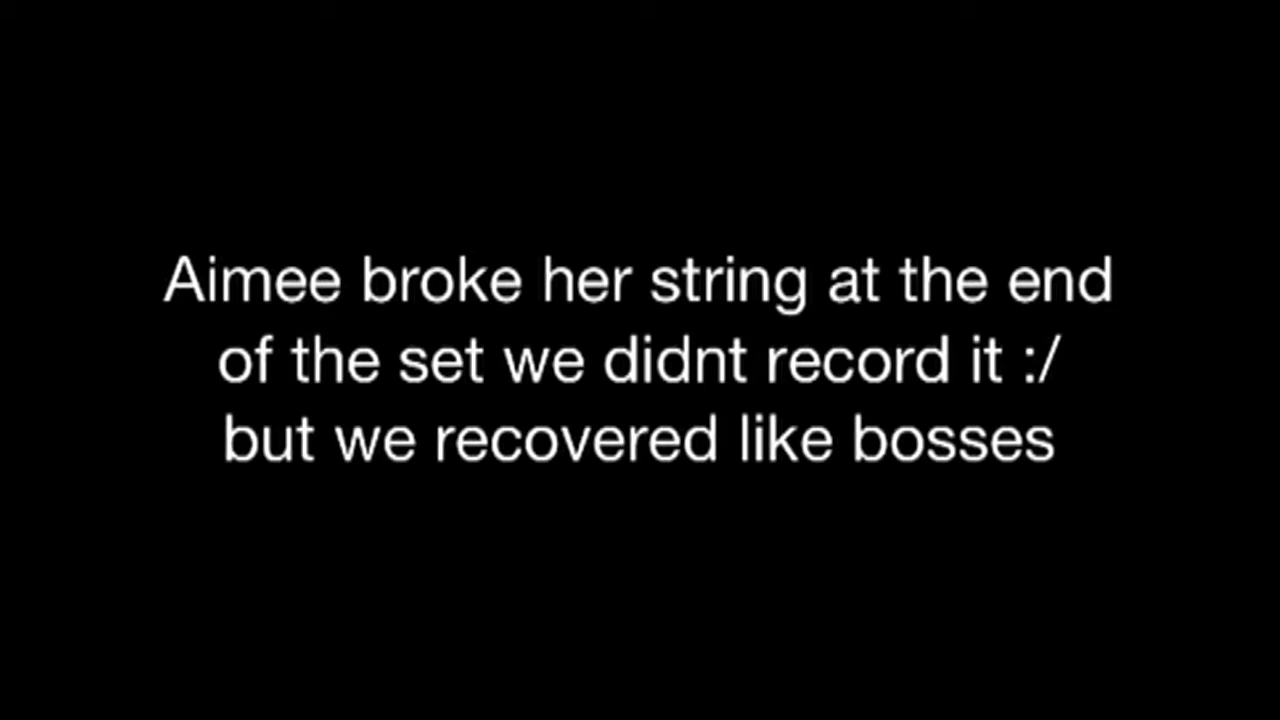 Aimee broke her string at the end
of the set we didnt record it :/
but we recovered like bosses